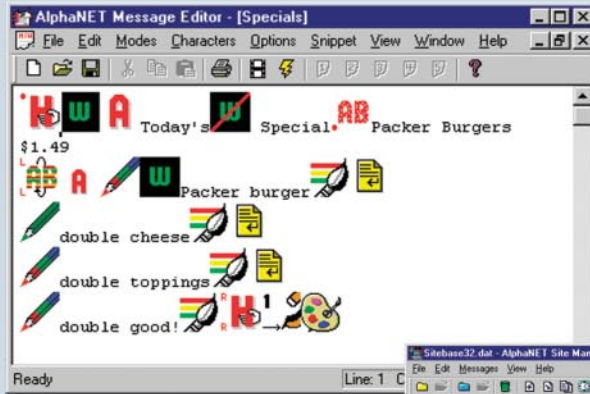 AlphaNET Message Editor - [Specials]
File Edit Modes Characters Options Snippet View Window Help
H W A Today's W Special AB Packer Burgers
$1.49
L AB L A W Packer burger
double cheese
double toppings
double good! R H R 1
Ready Line: 1 C
Sitebase32.dat - AlphaNET Site Man
File Edit Messages View Help